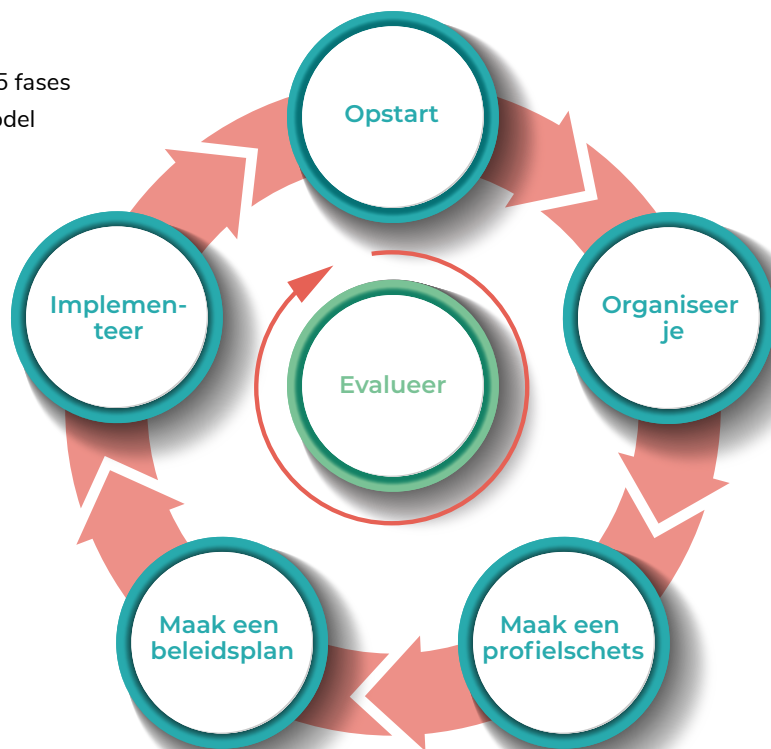 5 fases
odel
Opstart
Implemen-
teer
Organiseer
je
Evalueer
Maak een
beleidsplan
Maak een
profielschets